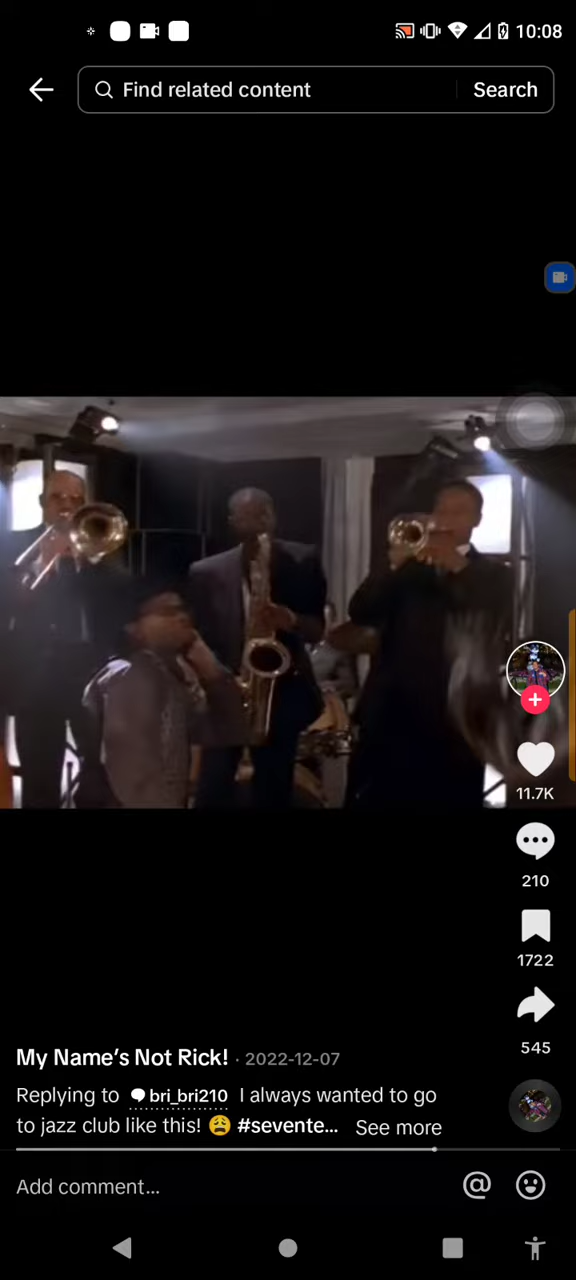 10:08
Find related content
Search
11.7K
210
1722
545
My Name's Not Rick! · 2022-12-07
Replying to bri_bri210 I always wanted to go
to jazz club like this! 😩 #sevente... See more
Add comment...